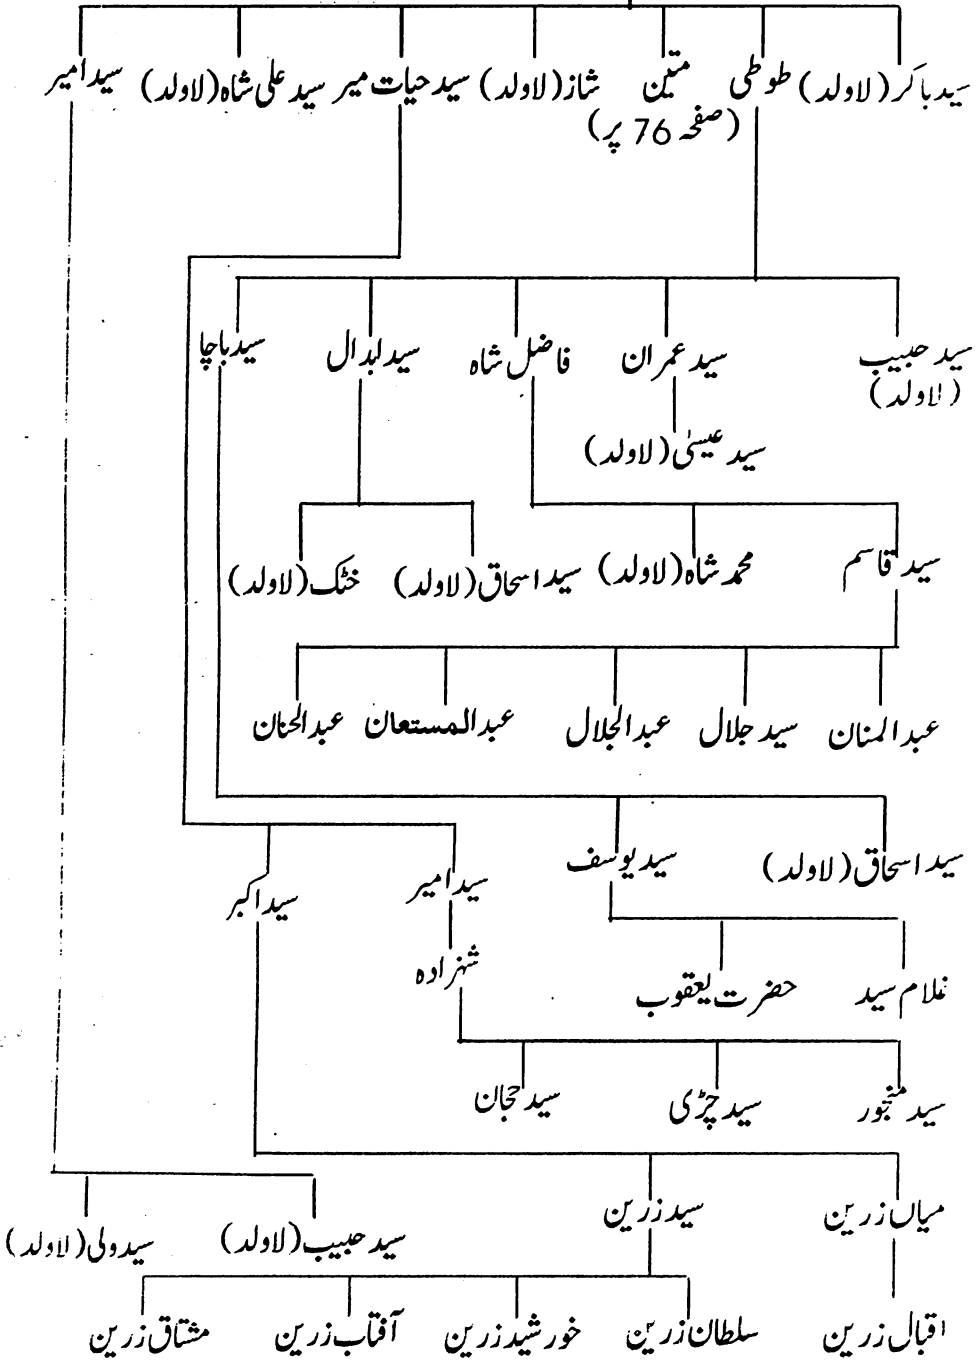 سید باکر (لاولد) طوطی متین شاز (لاولد) سید حیات میر سید علی شاہ (لاولد) سید امیر
(صفحہ 76 پر)
سید حبیب سید عمران فاضل شاہ سید ابدال سید باچا
(لاولد)
سید عیسیٰ (لاولد)
سید قاسم محمد شاہ (لاولد) سید اسحاق (لاولد) خٹک (لاولد)
عبدالمنان سید جلال عبدالجلال عبدالمستعان عبدالحنان
سید اسحاق (لاولد) سید یوسف سید امیر سید اکبر
غلام سید حضرت یعقوب شہزادہ
سید منجور سید چڑی سید حجان
میاں زرین سید زرین سید حبیب (لاولد) سید ولی (لاولد)
اقبال زرین سلطان زرین خورشید زرین آفتاب زرین مشتاق زرین